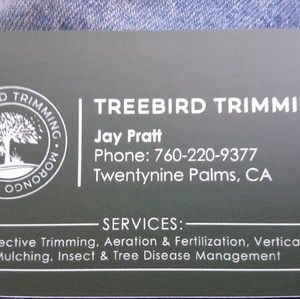 TREEBIRD TRIMMI
Jay Pratt
Phone: 760-220-9377
Twentynine Palms, CA
D TRIMMING • MORONGO
SERVICES:
ective Trimming, Aeration & Fertilization, Vertica
Mulching, Insect & Tree Disease Management